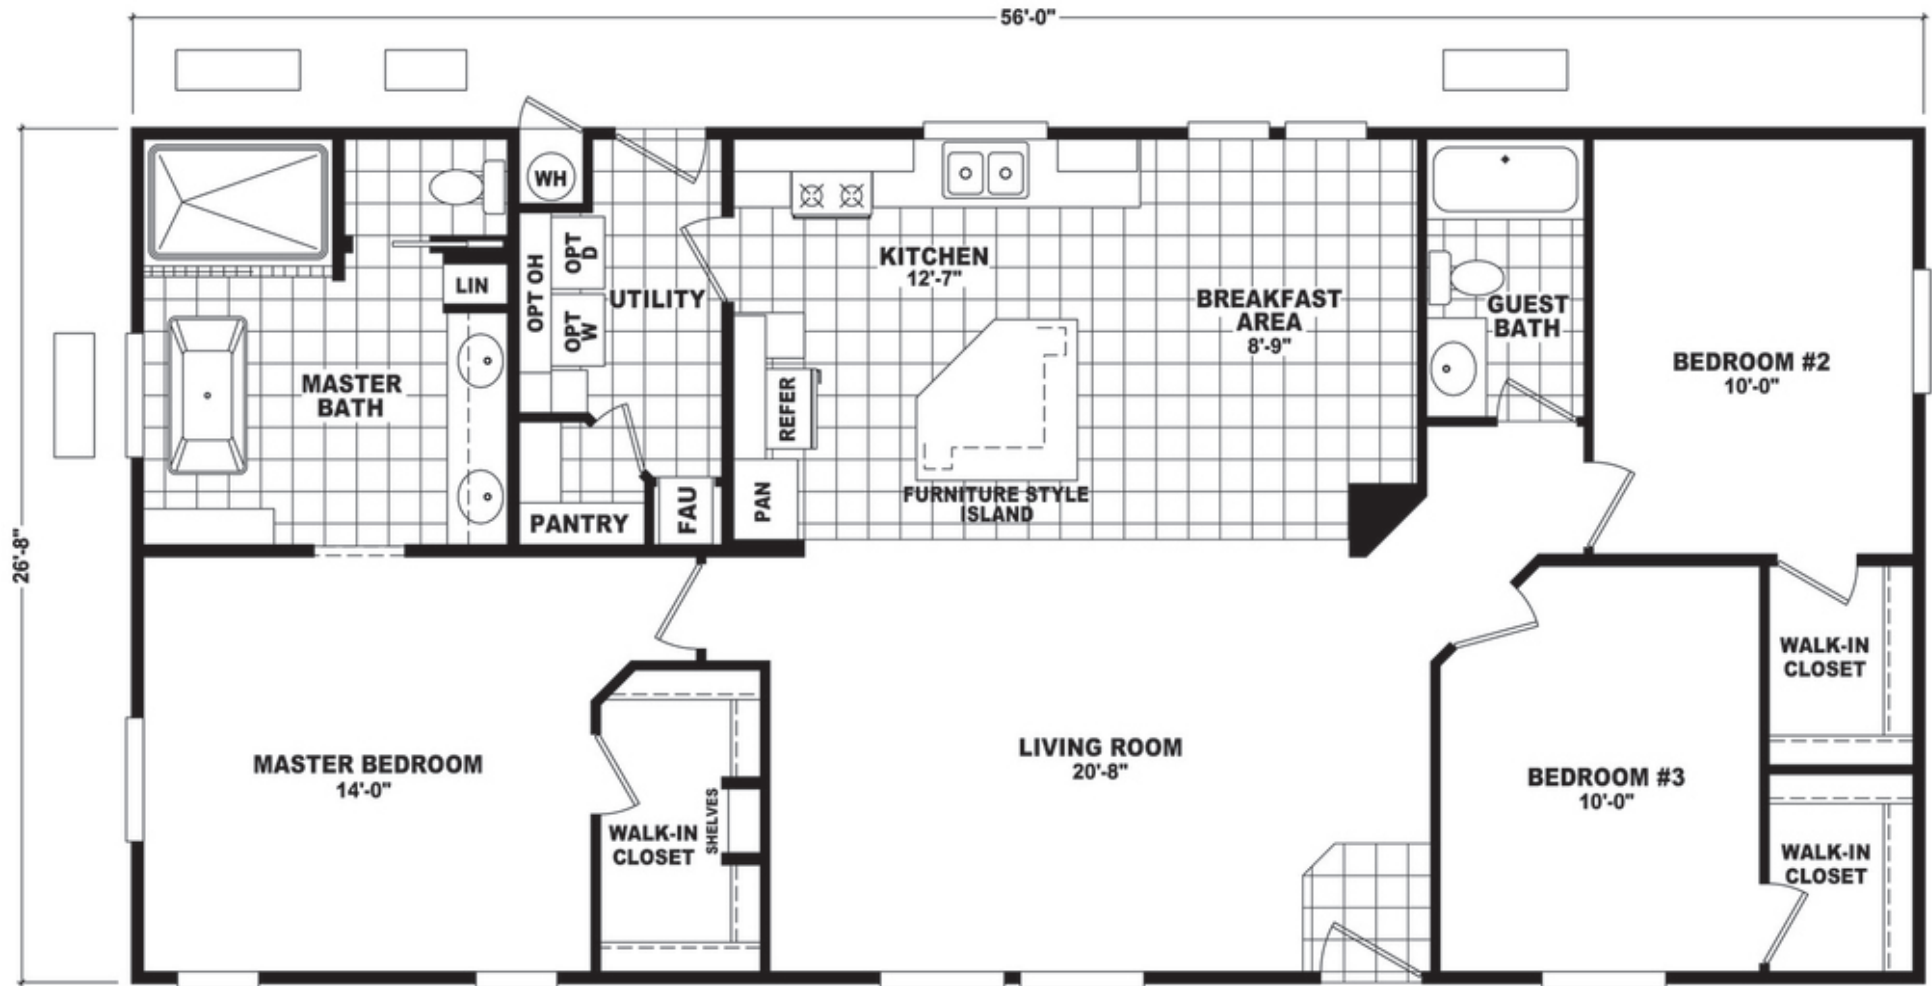 56'-0"
26'-8"
WH
OPT OH
OPT
D
OPT
W
UTILITY
LIN
MASTER
BATH
PANTRY
FAU
PAN
REFER
KITCHEN
12'-7"
FURNITURE STYLE
ISLAND
BREAKFAST
AREA
8'-9"
GUEST
BATH
BEDROOM #2
10'-0"
MASTER BEDROOM
14'-0"
WALK-IN
CLOSET
SHELVES
LIVING ROOM
20'-8"
BEDROOM #3
10'-0"
WALK-IN
CLOSET
WALK-IN
CLOSET